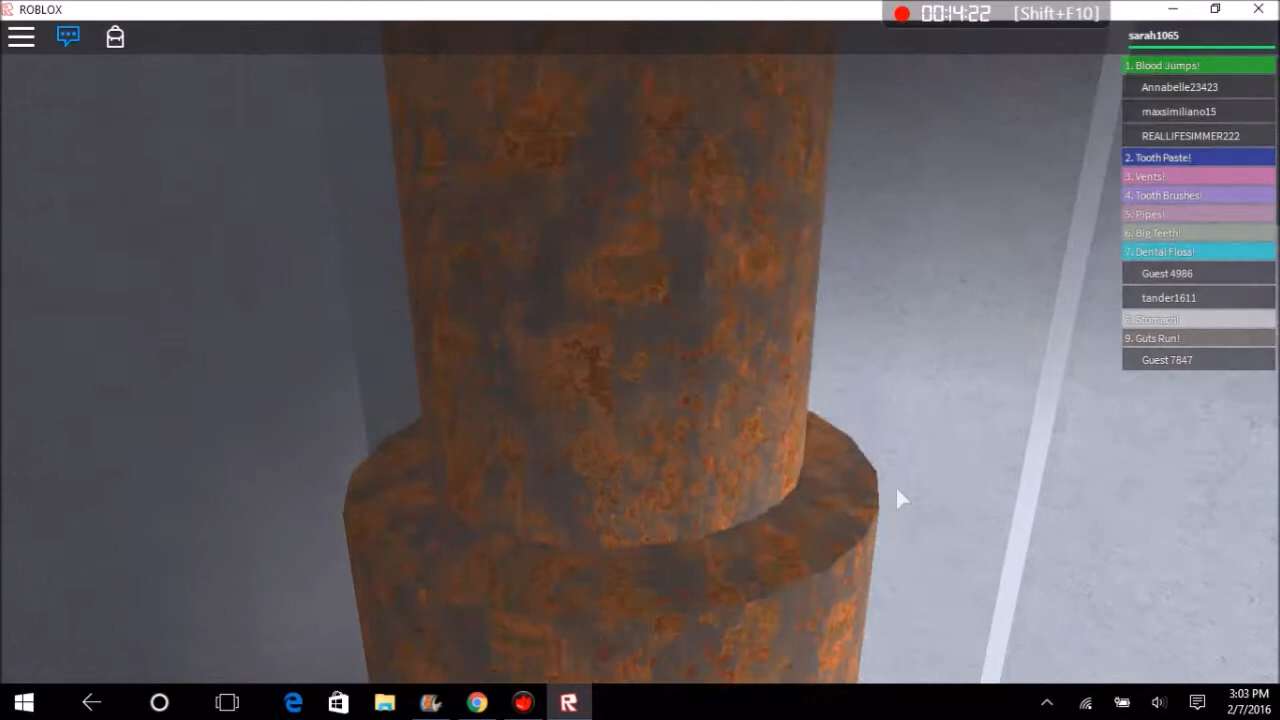 ROBLOX
00:14:22 [Shift+F10]
sarah1065
1. Blood Jumps!
Annabelle23423
maxsimiliano15
REALLIFESIMMER222
2. Tooth Paste!
3. Vents!
4. Tooth Brushes!
5. Pipes!
6. Big Teeth!
7. Dental Floss!
Guest 4986
tander1611
8. Stomach!
9. Guts Run!
Guest 7847
3:03 PM
2/7/2016